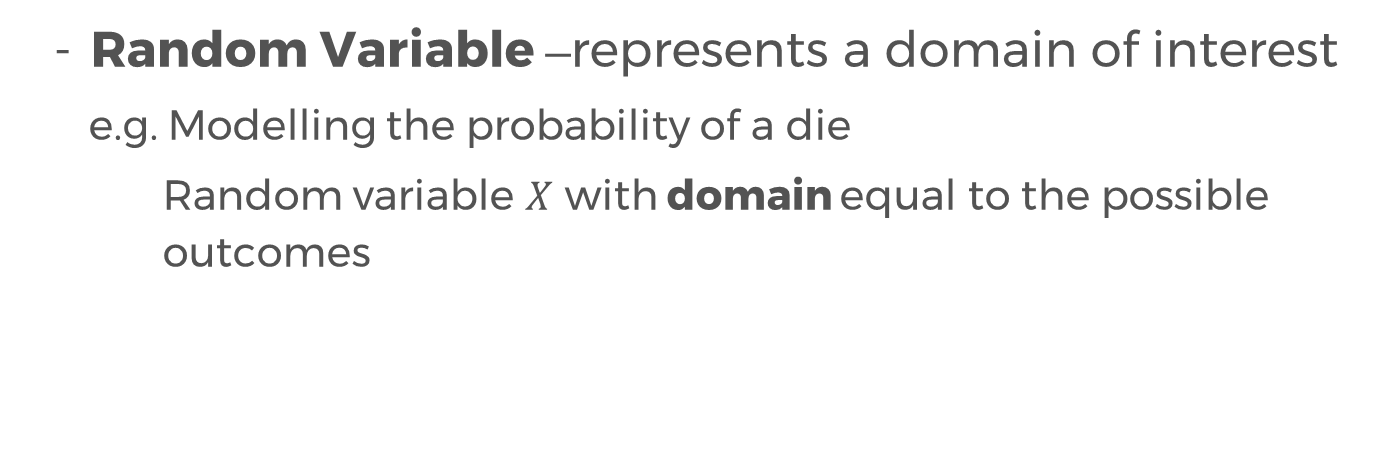 - Random Variable –represents a domain of interest
e.g. Modelling the probability of a die
Random variable X with domain equal to the possible
outcomes